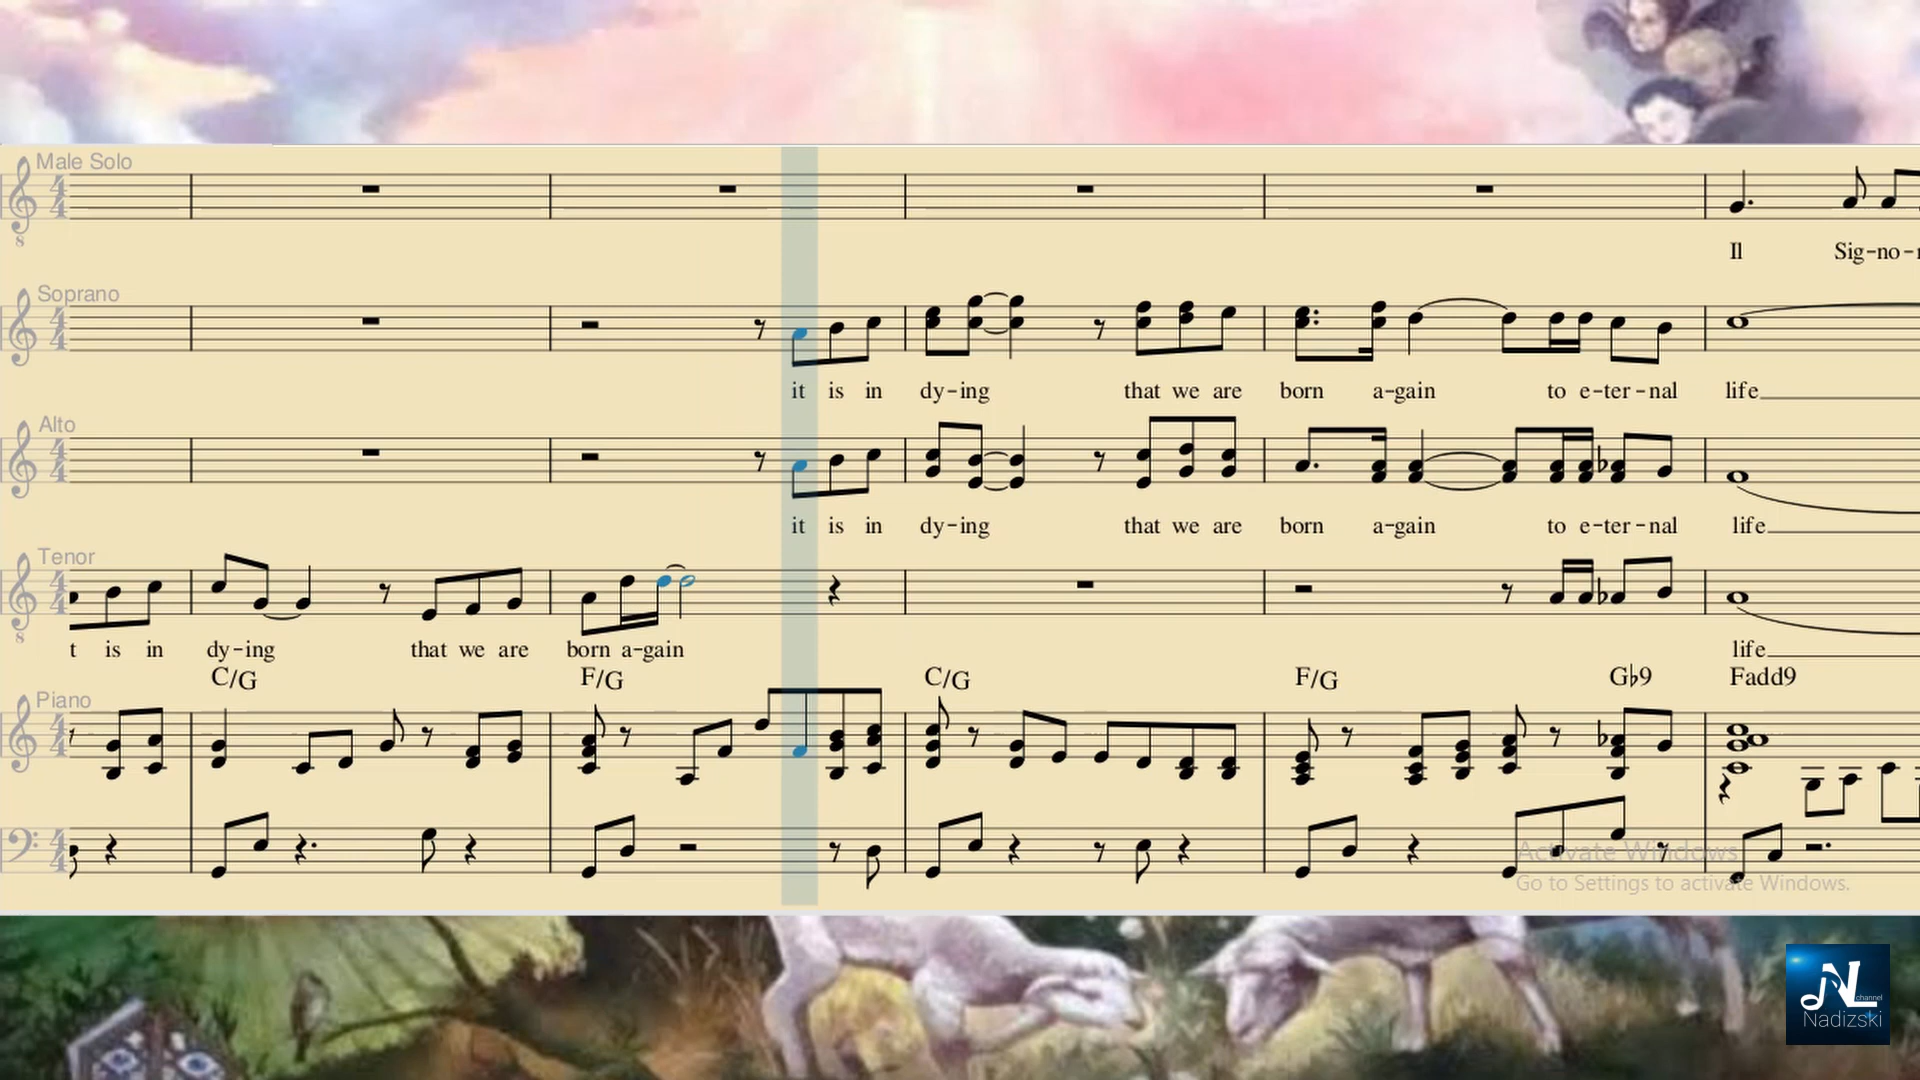 Male Solo
Il Sig-no-
Soprano
it is in dy-ing that we are born a-gain to e-ter-nal life
Alto
it is in dy-ing that we are born a-gain to e-ter-nal life
Tenor
t is in dy-ing that we are born a-gain life
C/G F/G C/G F/G G♭9 Fadd9
Piano
Activate Windows
Go to Settings to activate Windows.
NL
channel
Nadizski